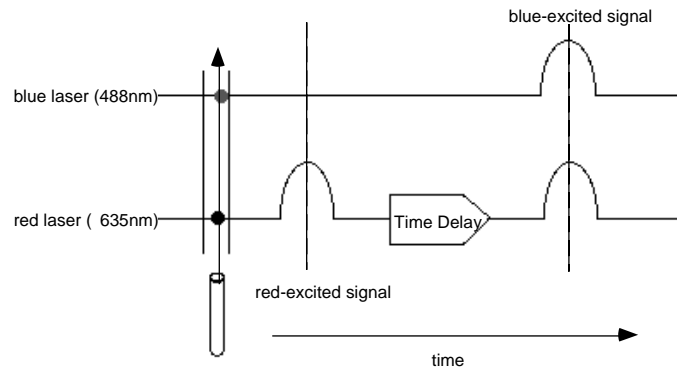 blue-excited signal
blue laser (488nm)
red laser ( 635nm)
Time Delay
red-excited signal
time